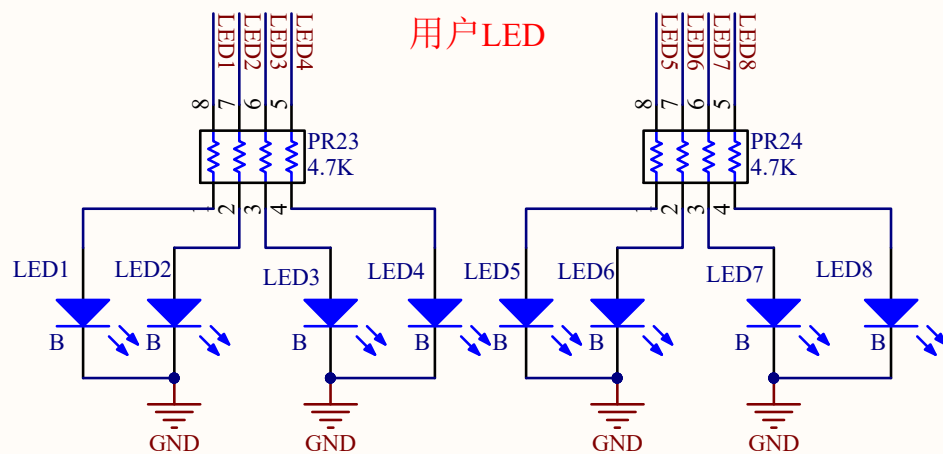 用户LED
LED1
LED2
LED3
LED4
LED5
LED6
LED7
LED8
8
7
6
5
8
7
6
5
PR23
4.7K
PR24
4.7K
1
2
3
4
1
2
3
4
LED1
LED2
LED3
LED4
LED5
LED6
LED7
LED8
B
B
B
B
B
B
B
B
GND
GND
GND
GND